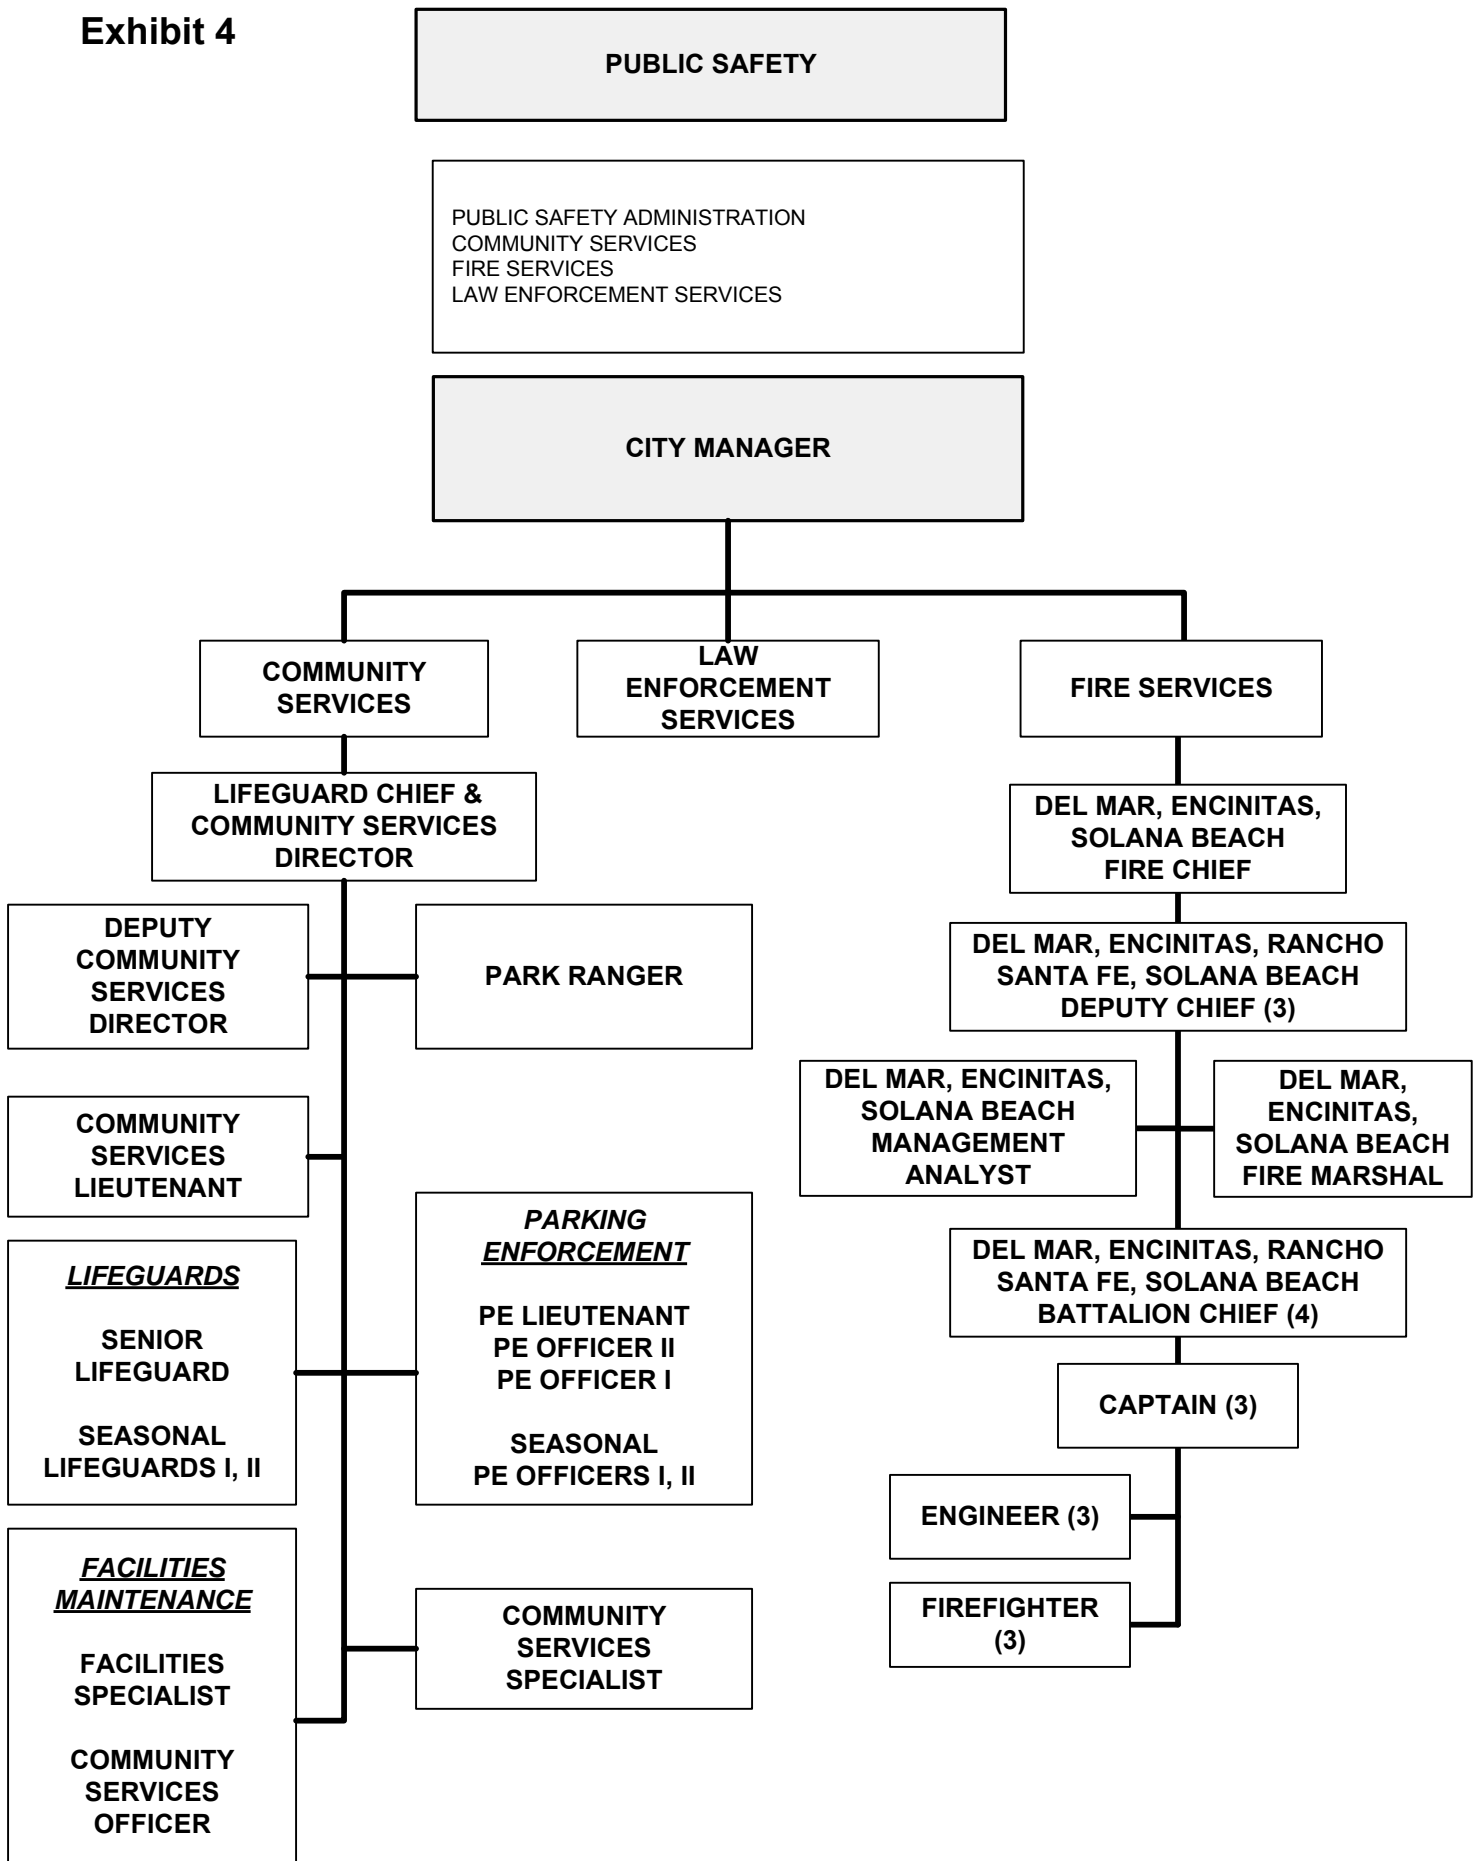 Exhibit 4
PUBLIC SAFETY
PUBLIC SAFETY ADMINISTRATION
COMMUNITY SERVICES
FIRE SERVICES
LAW ENFORCEMENT SERVICES
CITY MANAGER
COMMUNITY
SERVICES
LAW
ENFORCEMENT
SERVICES
FIRE SERVICES
LIFEGUARD CHIEF &
COMMUNITY SERVICES
DIRECTOR
DEPUTY
COMMUNITY
SERVICES
DIRECTOR
PARK RANGER
COMMUNITY
SERVICES
LIEUTENANT
LIFEGUARDS
SENIOR
LIFEGUARD
SEASONAL
LIFEGUARDS I, II
PARKING
ENFORCEMENT
PE LIEUTENANT
PE OFFICER II
PE OFFICER I
SEASONAL
PE OFFICERS I, II
FACILITIES
MAINTENANCE
FACILITIES
SPECIALIST
COMMUNITY
SERVICES
OFFICER
COMMUNITY
SERVICES
SPECIALIST
DEL MAR, ENCINITAS,
SOLANA BEACH
FIRE CHIEF
DEL MAR, ENCINITAS, RANCHO
SANTA FE, SOLANA BEACH
DEPUTY CHIEF (3)
DEL MAR, ENCINITAS,
SOLANA BEACH
MANAGEMENT
ANALYST
DEL MAR,
ENCINITAS,
SOLANA BEACH
FIRE MARSHAL
DEL MAR, ENCINITAS, RANCHO
SANTA FE, SOLANA BEACH
BATTALION CHIEF (4)
CAPTAIN (3)
ENGINEER (3)
FIREFIGHTER
(3)